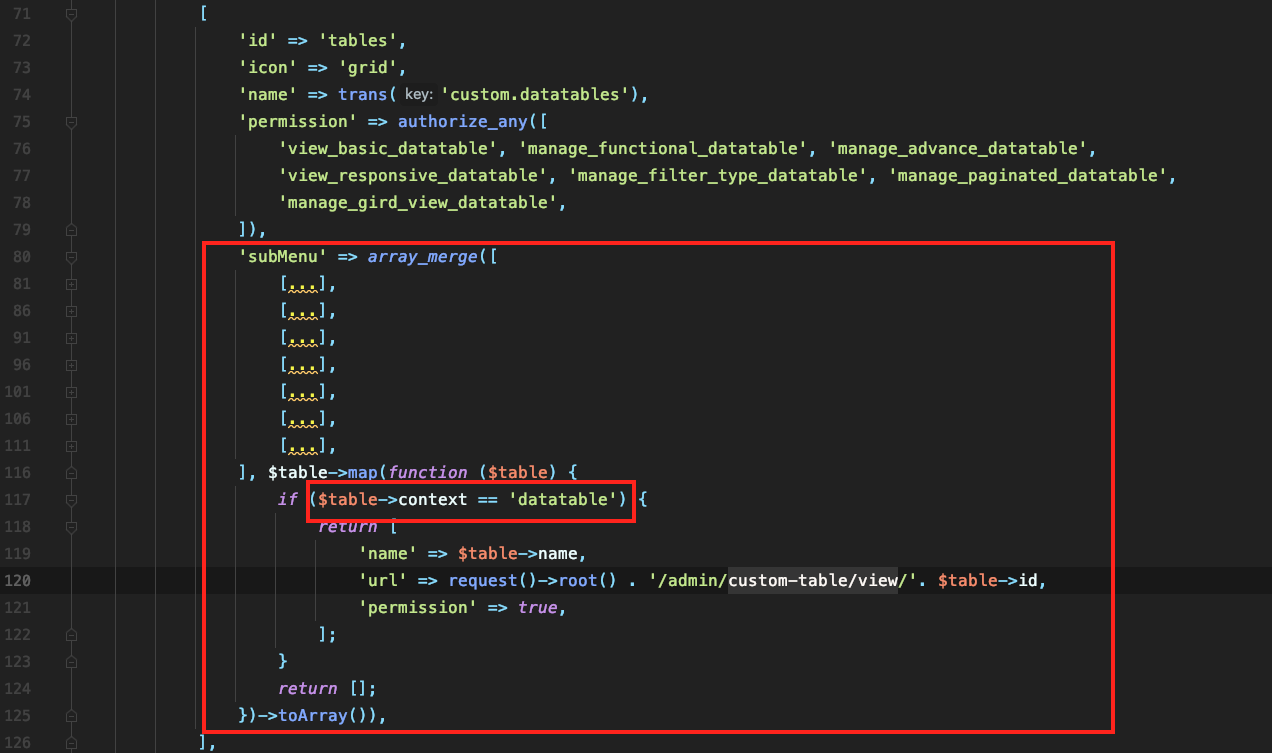 71 [
72 'id' => 'tables',
73 'icon' => 'grid',
74 'name' => trans( key: 'custom.datatables'),
75 'permission' => authorize_any([
76 'view_basic_datatable', 'manage_functional_datatable', 'manage_advance_datatable',
77 'view_responsive_datatable', 'manage_filter_type_datatable', 'manage_paginated_datatable',
78 'manage_gird_view_datatable',
79 ]),
80 'subMenu' => array_merge([
81 [...],
86 [...],
91 [...],
96 [...],
101 [...],
106 [...],
111 [...],
116 ], $table->map(function ($table) {
117 if ($table->context == 'datatable') {
118 return [
119 'name' => $table->name,
120 'url' => request()->root() . '/admin/custom-table/view/'. $table->id,
121 'permission' => true,
122 ];
123 }
124 return [];
125 })->toArray()),
126 ],